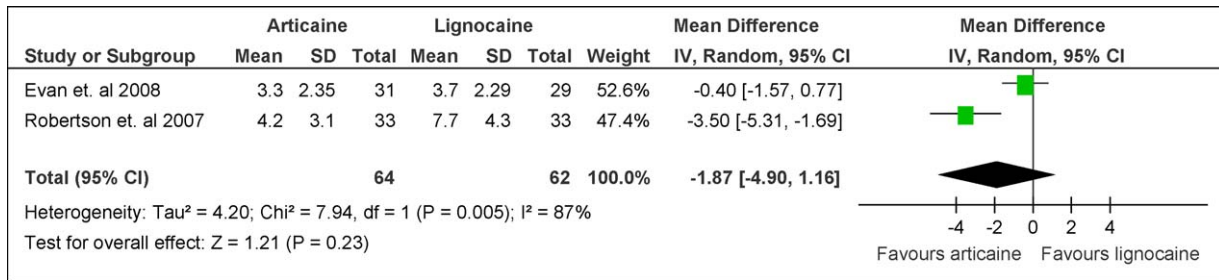 Articaine Lignocaine Mean Difference Mean Difference
Study or Subgroup Mean SD Total Mean SD Total Weight IV, Random, 95% CI IV, Random, 95% CI
Evan et. al 2008 3.3 2.35 31 3.7 2.29 29 52.6% -0.40 [-1.57, 0.77]
Robertson et. al 2007 4.2 3.1 33 7.7 4.3 33 47.4% -3.50 [-5.31, -1.69]
Total (95% CI) 64 62 100.0% -1.87 [-4.90, 1.16]
Heterogeneity: Tau² = 4.20; Chi² = 7.94, df = 1 (P = 0.005); I² = 87%
Test for overall effect: Z = 1.21 (P = 0.23)
-4 -2 0 2 4
Favours articaine Favours lignocaine